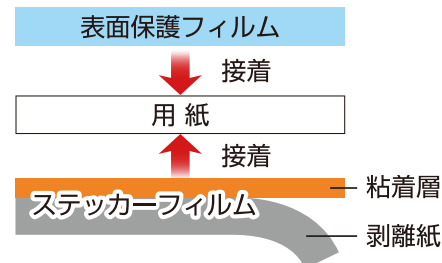 表面保護フィルム
接着
用 紙
接着
粘着層
ステッカーフィルム
剥離紙